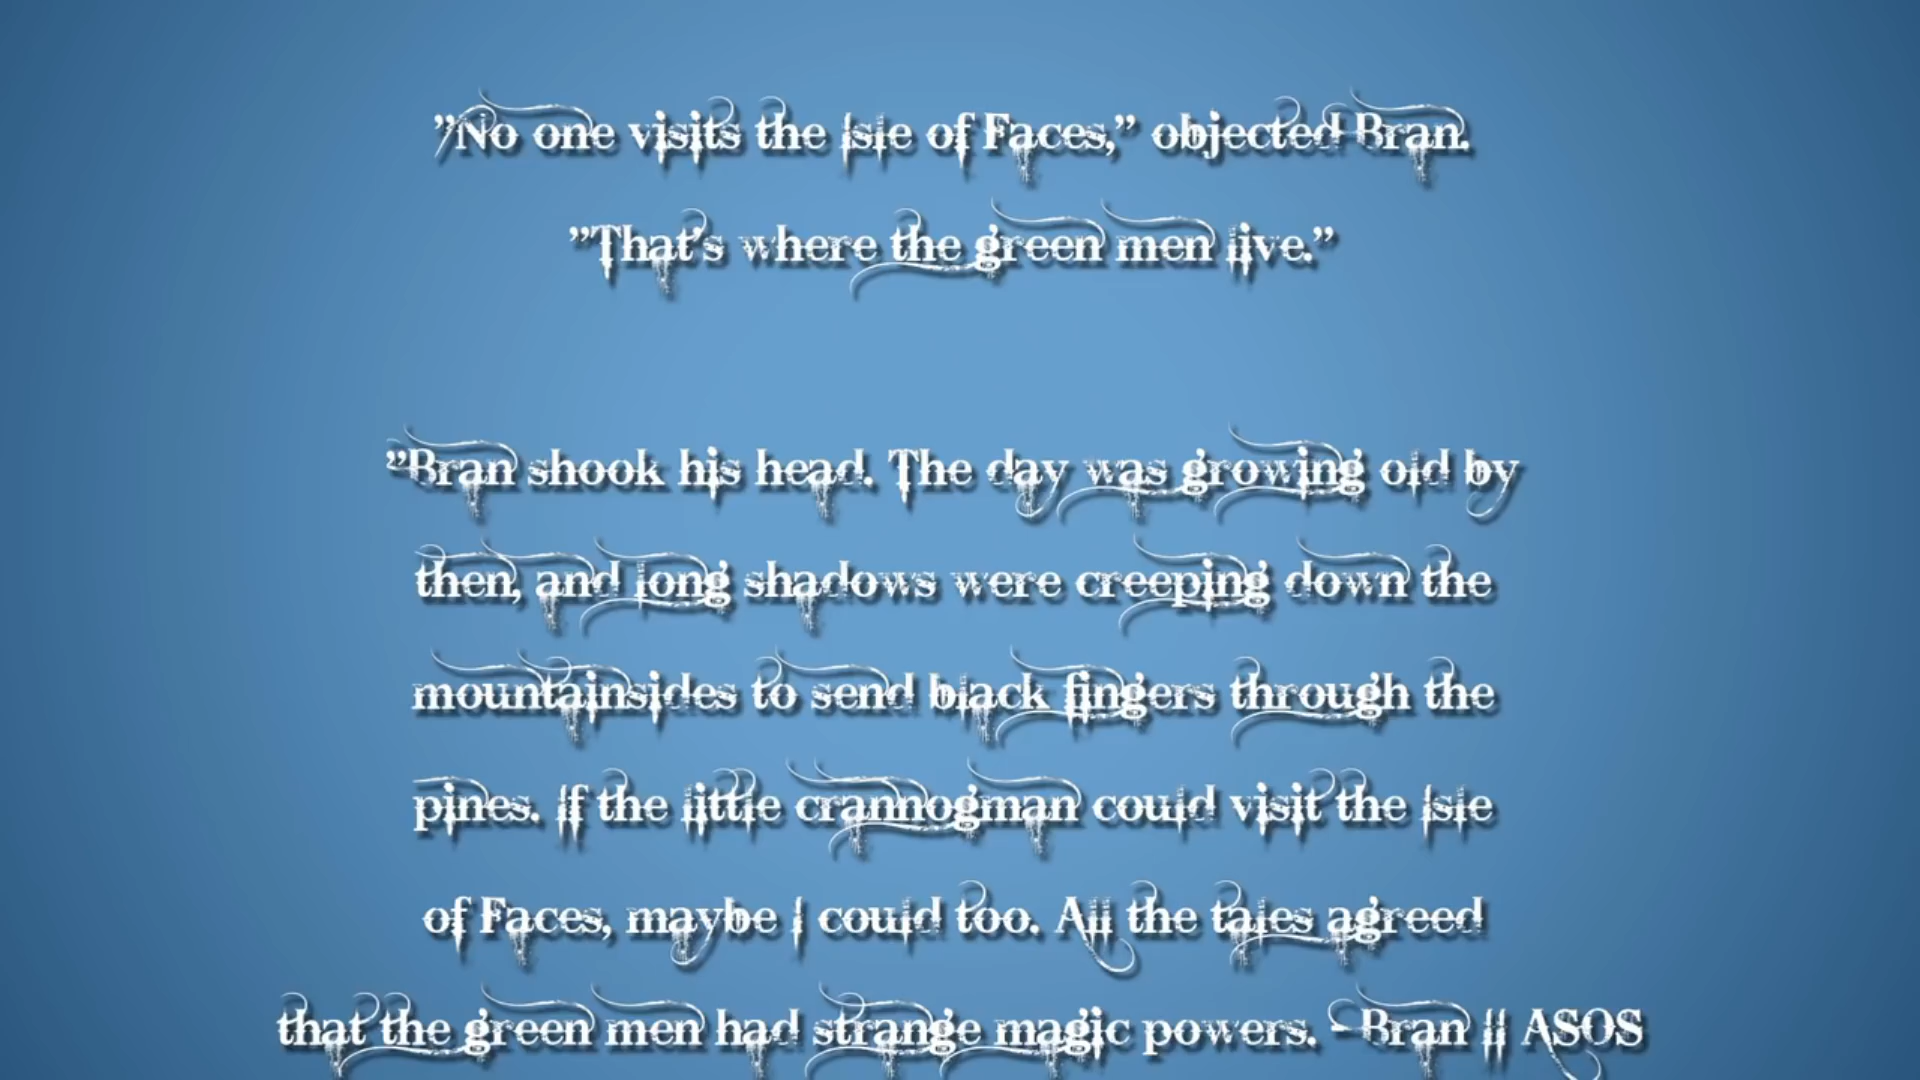 "No one visits the Isle of Faces," objected Bran.
"That's where the green men live."
"Bran shook his head. The day was growing old by
then, and long shadows were creeping down the
mountainsides to send black fingers through the
pines. If the little crannogman could visit the Isle
of Faces, maybe I could too. All the tales agreed
that the green men had strange magic powers. - Bran II ASOS